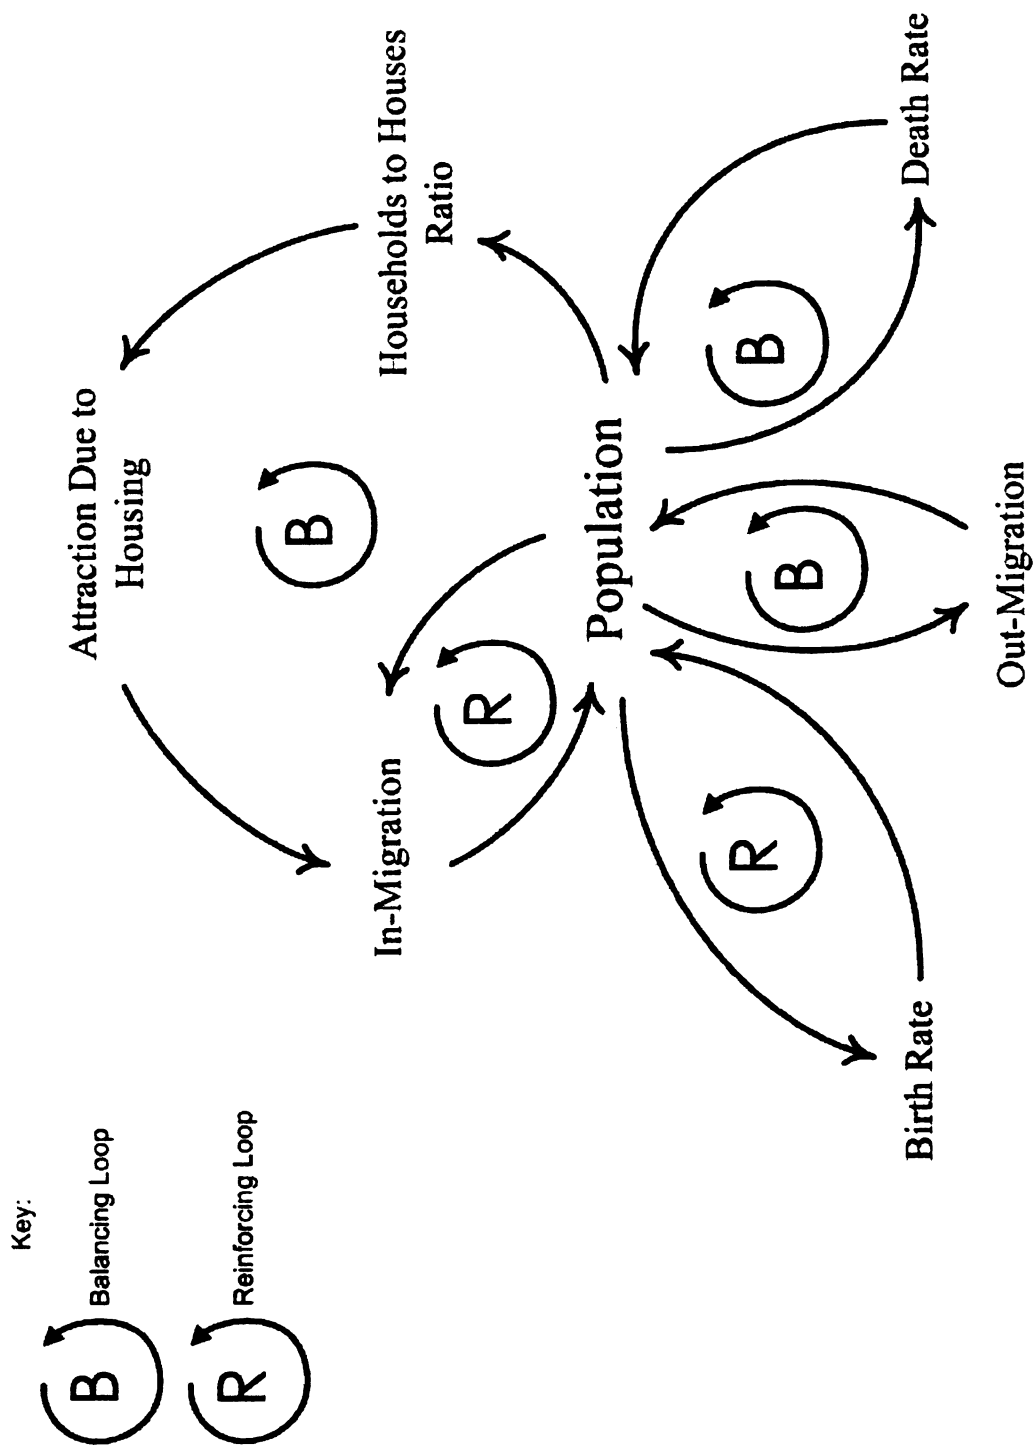 Key:
B
Balancing Loop
R
Reinforcing Loop
Attraction Due to
Housing
B
In-Migration
Households to Houses
Ratio
R
Population
R
B
B
Birth Rate
Death Rate
Out-Migration